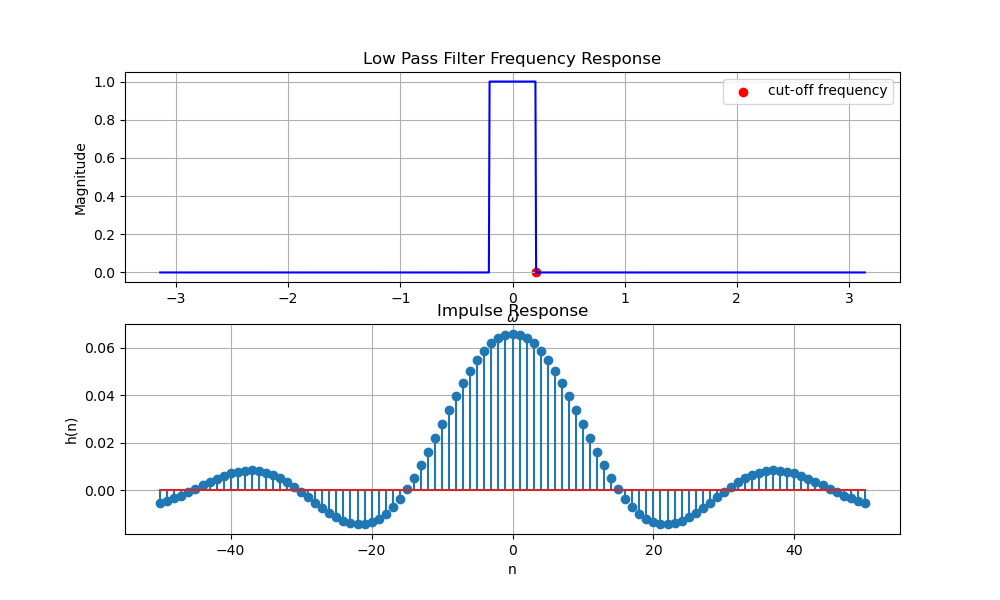 Low Pass Filter Frequency Response
cut-off frequency
Magnitude
1.0
0.8
0.6
0.4
0.2
0.0
−3 −2 −1 0 1 2 3
ω
Impulse Response
h(n)
0.06
0.04
0.02
0.00
−40 −20 0 20 40
n